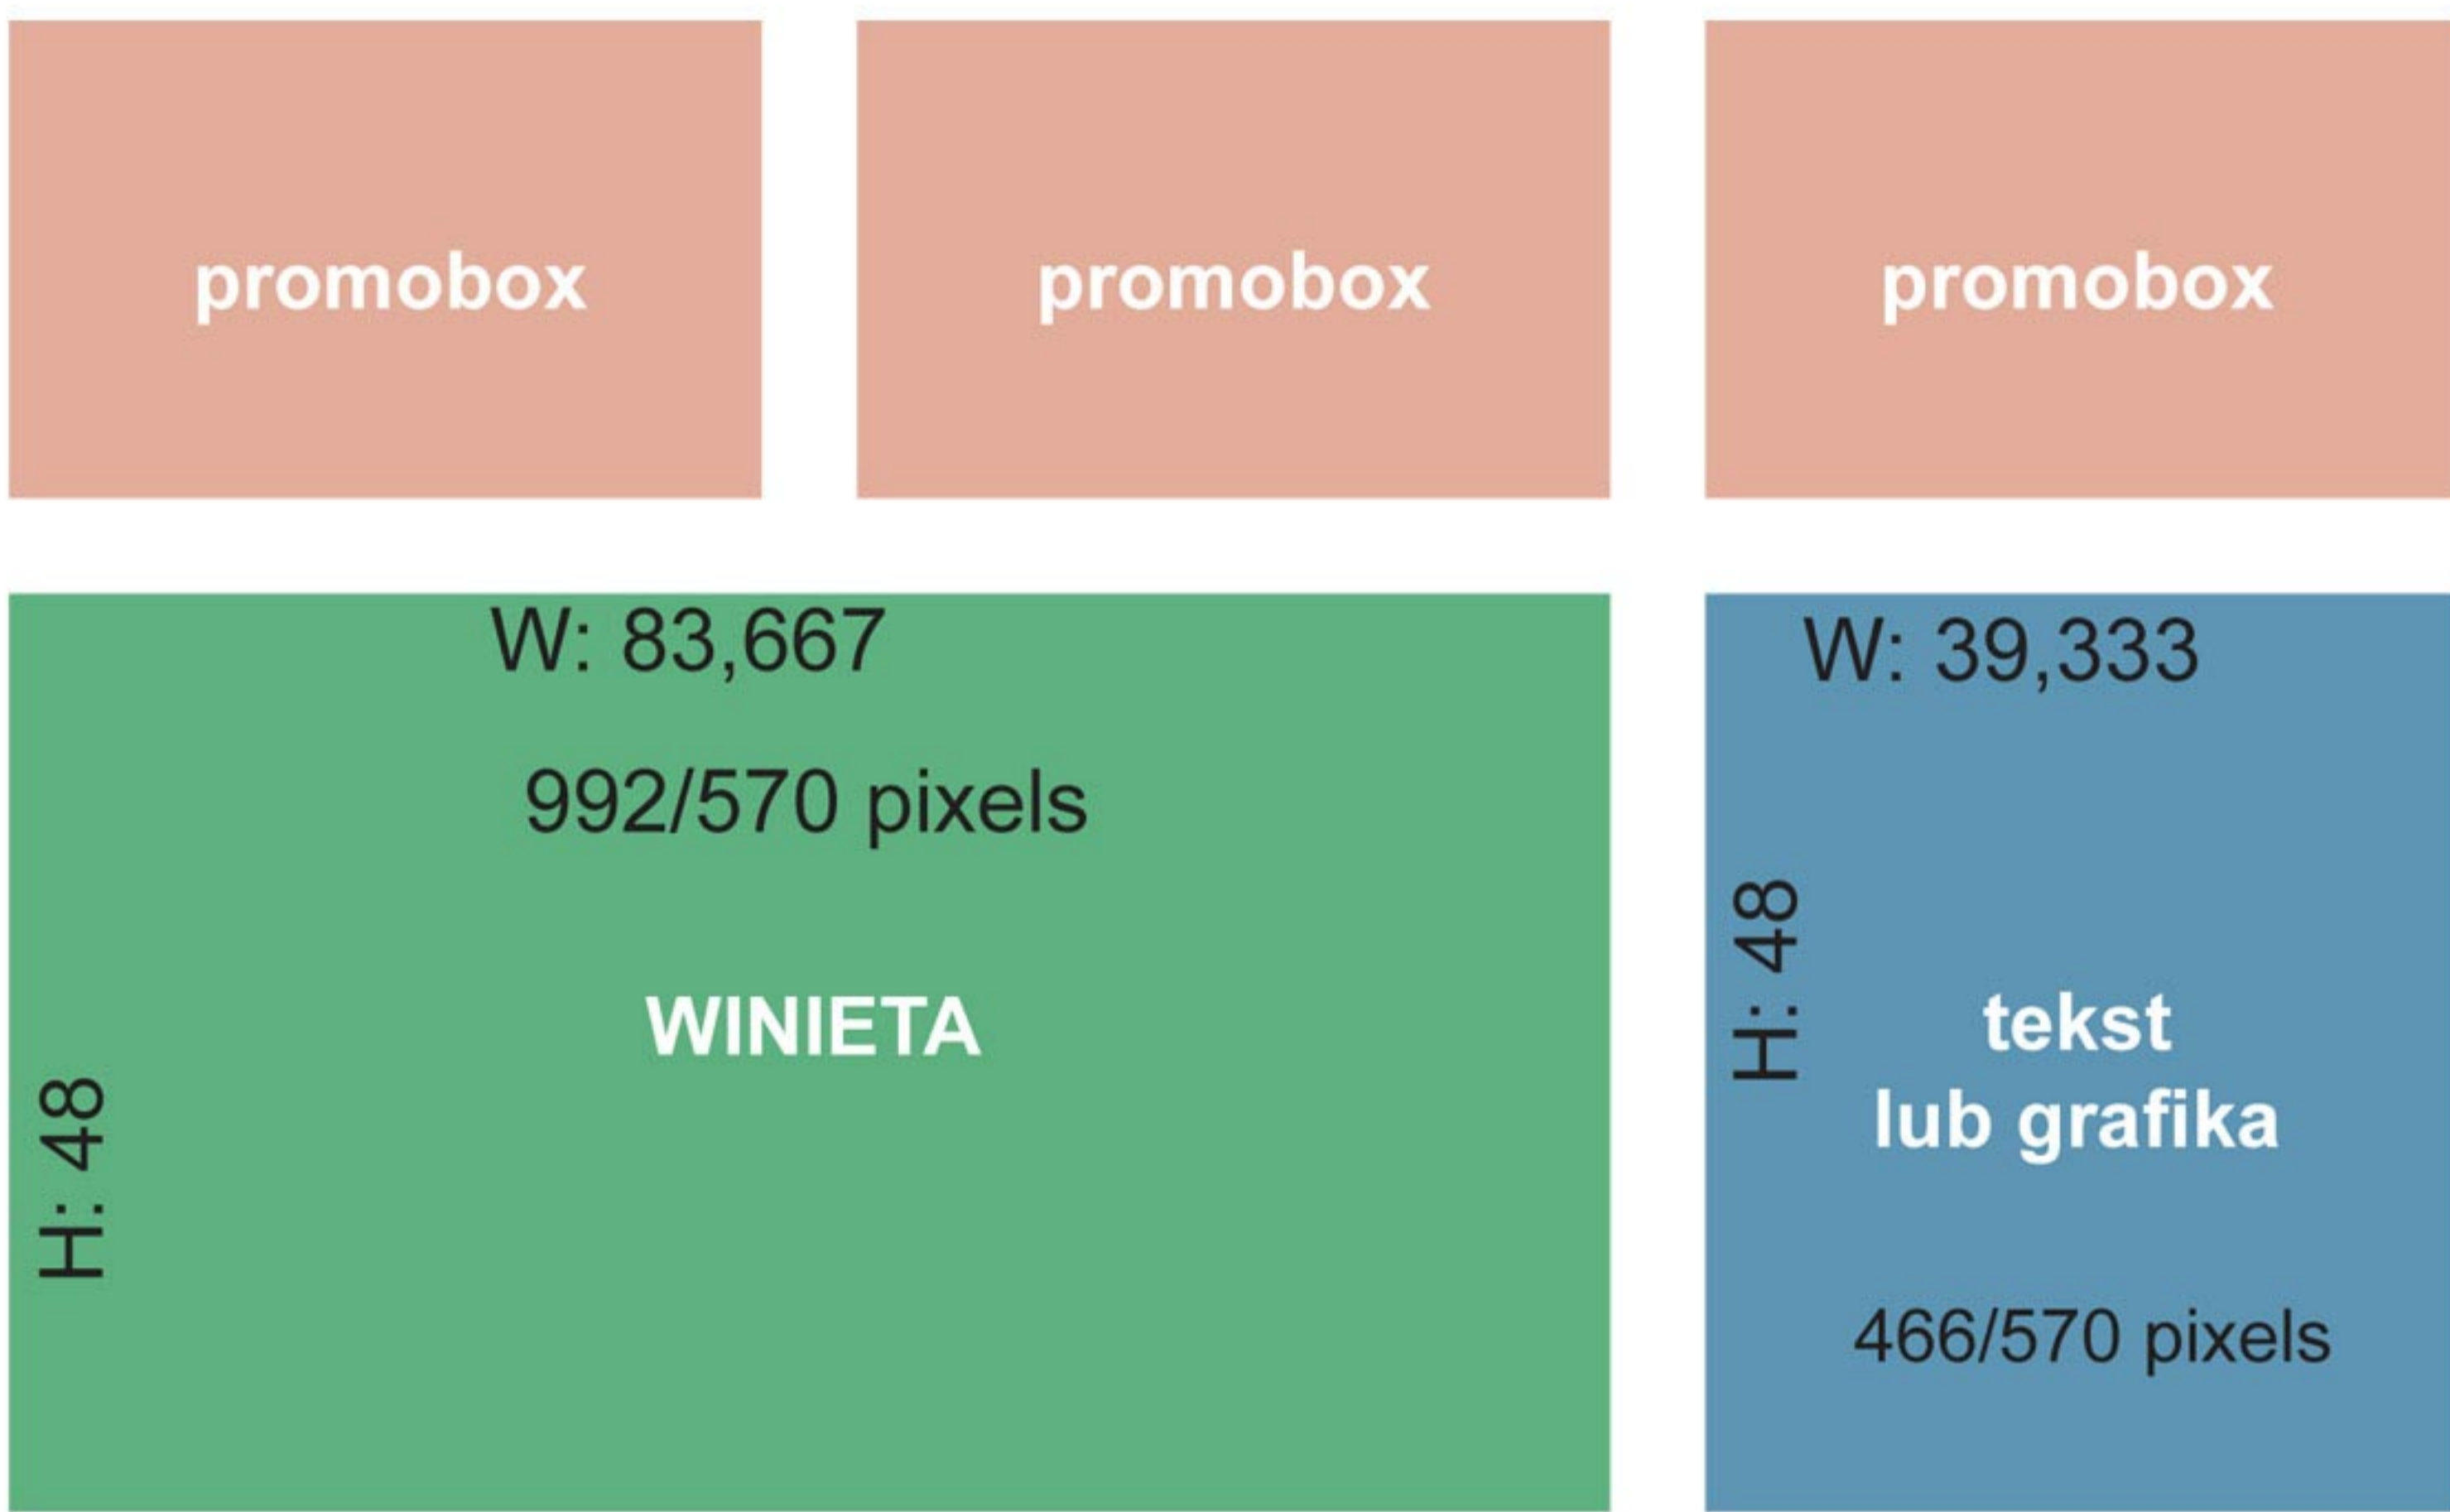 promobox
promobox
promobox
W: 83,667
992/570 pixels
WINIETA
H: 48
W: 39,333
H: 48
tekst
lub grafika
466/570 pixels